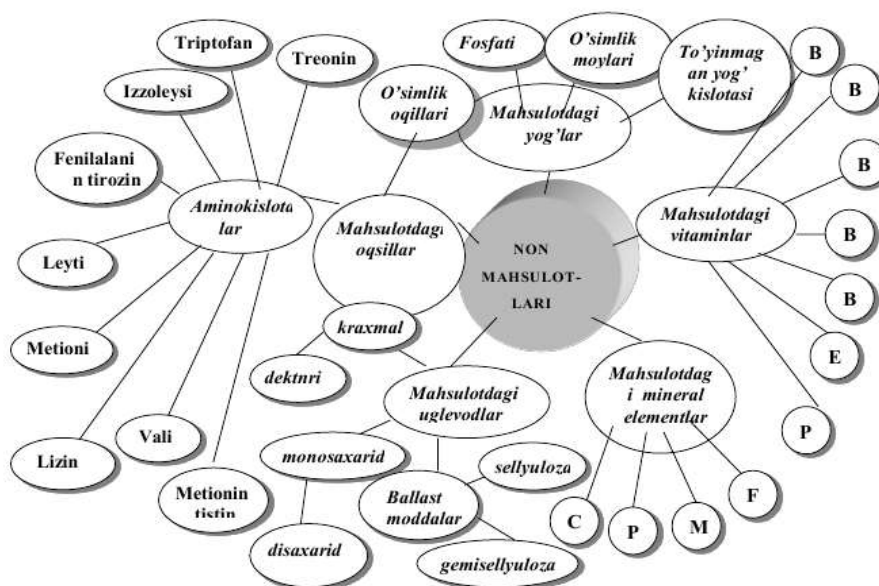 Triptofan
Treonin
Izzoleysi
Fenilalani
n tirozin
Aminokislota
lar
Leyti
Metioni
Lizin
Vali
Metionin
tistin
O'simlik
oqillari
Mahsulotdagi
oqsillar
Fosfati
O'simlik
moylari
To'yinmag
an yog'
kislotasi
Mahsulotdagi
yog'lar
NON
MAHSULOT-
LARI
Mahsulotdagi
vitaminlar
B
B
B
B
B
E
P
Mahsulotdag
i mineral
elementlar
C
P
M
F
kraxmal
dektnri
Mahsulotdagi
uglevodlar
monosaxarid
disaxarid
Ballast
moddalar
sellyuloza
gemisellyuloza